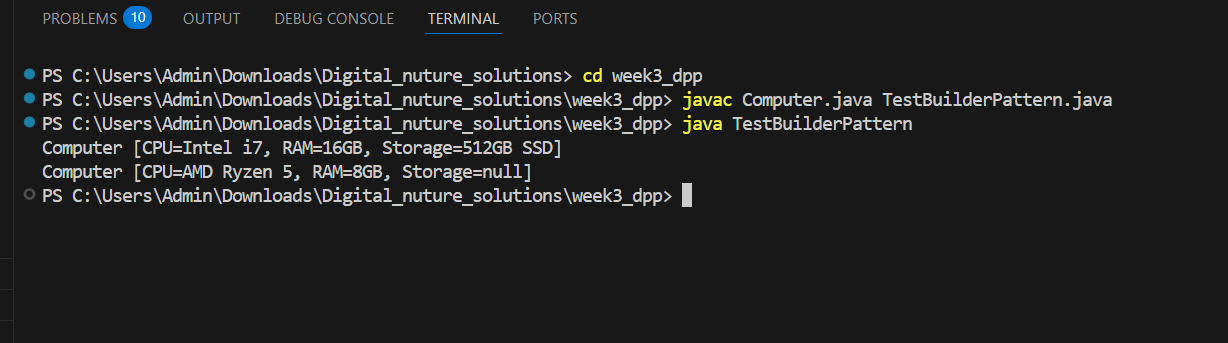 PROBLEMS 10 OUTPUT DEBUG CONSOLE TERMINAL PORTS
PS C:\Users\Admin\Downloads\Digital_nuture_solutions> cd week3_dpp
PS C:\Users\Admin\Downloads\Digital_nuture_solutions\week3_dpp> javac Computer.java TestBuilderPattern.java
PS C:\Users\Admin\Downloads\Digital_nuture_solutions\week3_dpp> java TestBuilderPattern
Computer [CPU=Intel i7, RAM=16GB, Storage=512GB SSD]
Computer [CPU=AMD Ryzen 5, RAM=8GB, Storage=null]
PS C:\Users\Admin\Downloads\Digital_nuture_solutions\week3_dpp>